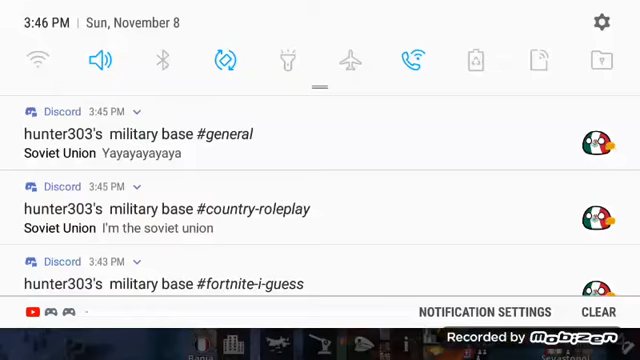 3:46 PM | Sun, November 8
Discord 3:45 PM
hunter303's military base #general
Soviet Union Yayayayayaya
Discord 3:45 PM
hunter303's military base #country-roleplay
Soviet Union I'm the soviet union
Discord 3:43 PM
hunter303's military base #fortnite-i-guess
NOTIFICATION SETTINGS CLEAR
Recorded by Mobizen